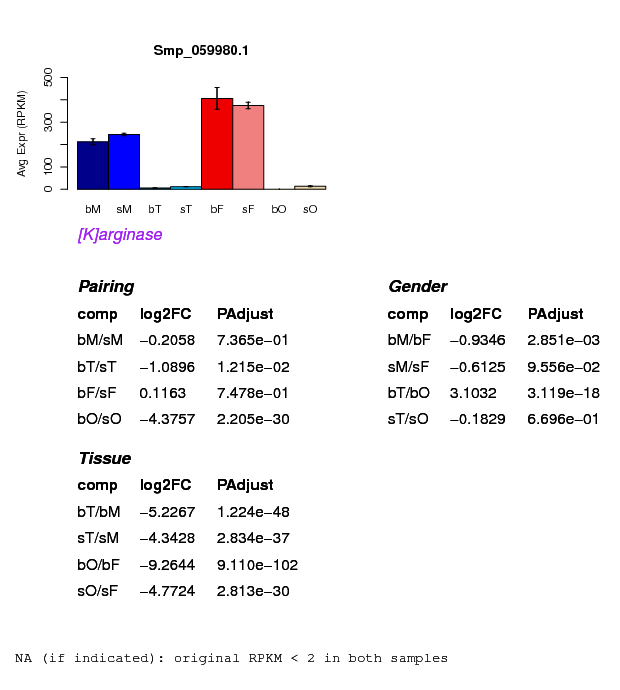 Smp_059980.1
Avg Expr (RPKM)
500
300
100
0
bM sM bT sT bF sF bO sO
[K]arginase
Pairing
comp log2FC PAdjust
bM/sM −0.2058 7.365e−01
bT/sT −1.0896 1.215e−02
bF/sF 0.1163 7.478e−01
bO/sO −4.3757 2.205e−30
Gender
comp log2FC PAdjust
bM/bF −0.9346 2.851e−03
sM/sF −0.6125 9.556e−02
bT/bO 3.1032 3.119e−18
sT/sO −0.1829 6.696e−01
Tissue
comp log2FC PAdjust
bT/bM −5.2267 1.224e−48
sT/sM −4.3428 2.834e−37
bO/bF −9.2644 9.110e−102
sO/sF −4.7724 2.813e−30
NA (if indicated): original RPKM < 2 in both samples